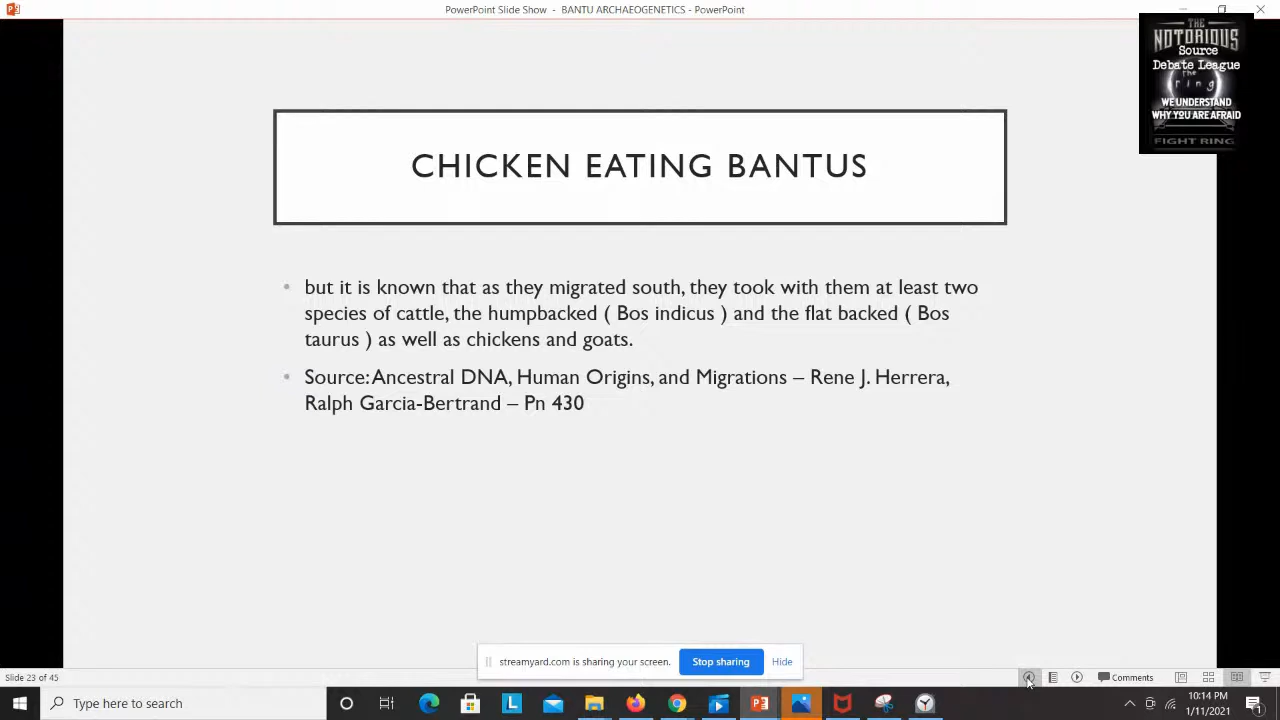 PowerPoint Slide Show - BANTU ARCHAEOGENETICS - PowerPoint
THE
NOTORIOUS
Source
Debate League
the
ring
WE UNDERSTAND
WHY YOU ARE AFRAID
FIGHT RING
CHICKEN EATING BANTUS
• but it is known that as they migrated south, they took with them at least two
species of cattle, the humpbacked ( Bos indicus ) and the flat backed ( Bos
taurus ) as well as chickens and goats.
• Source: Ancestral DNA, Human Origins, and Migrations – Rene J. Herrera,
Ralph Garcia-Bertrand – Pn 430
streamyard.com is sharing your screen. Stop sharing Hide
Slide 23 of 45 Comments
Type here to search
10:14 PM
1/11/2021